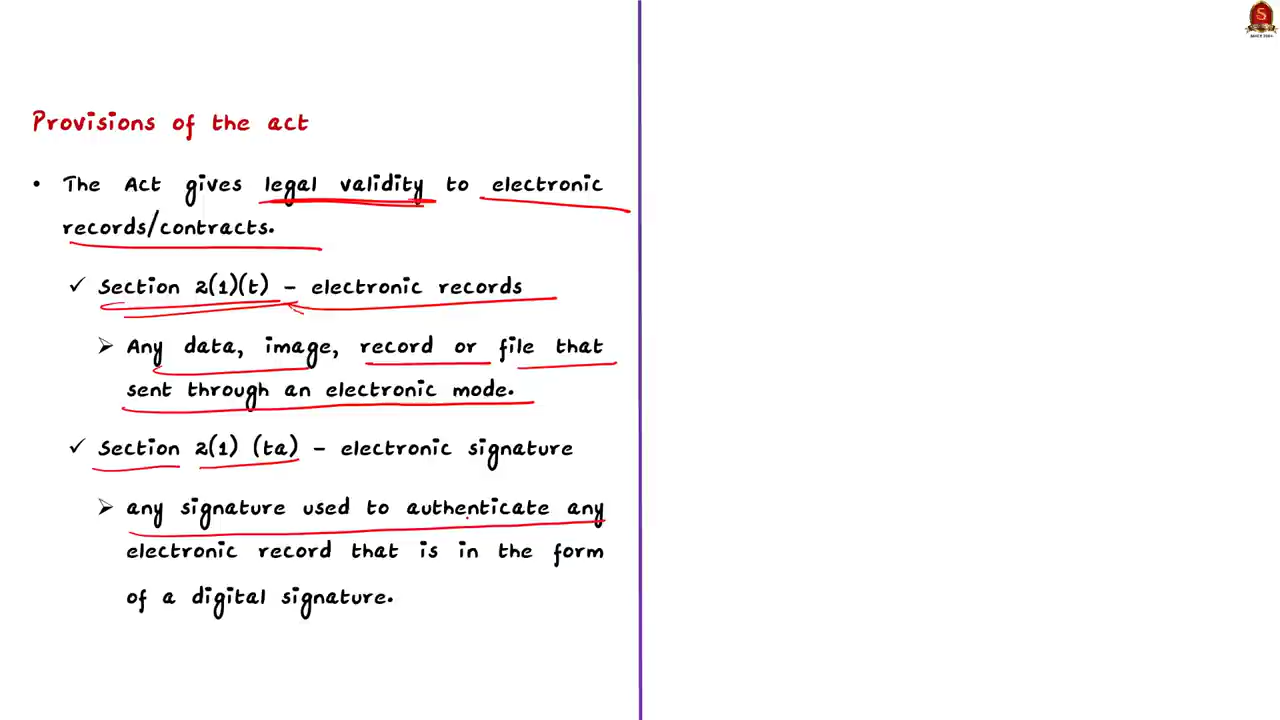 Provisions of the act
• The Act gives legal validity to electronic
records/contracts.
✓ Section 2(1)(t) – electronic records
➢ Any data, image, record or file that
sent through an electronic mode.
✓ Section 2(1) (ta) – electronic signature
➢ any signature used to authenticate any
electronic record that is in the form
of a digital signature.
S
SINCE 2004